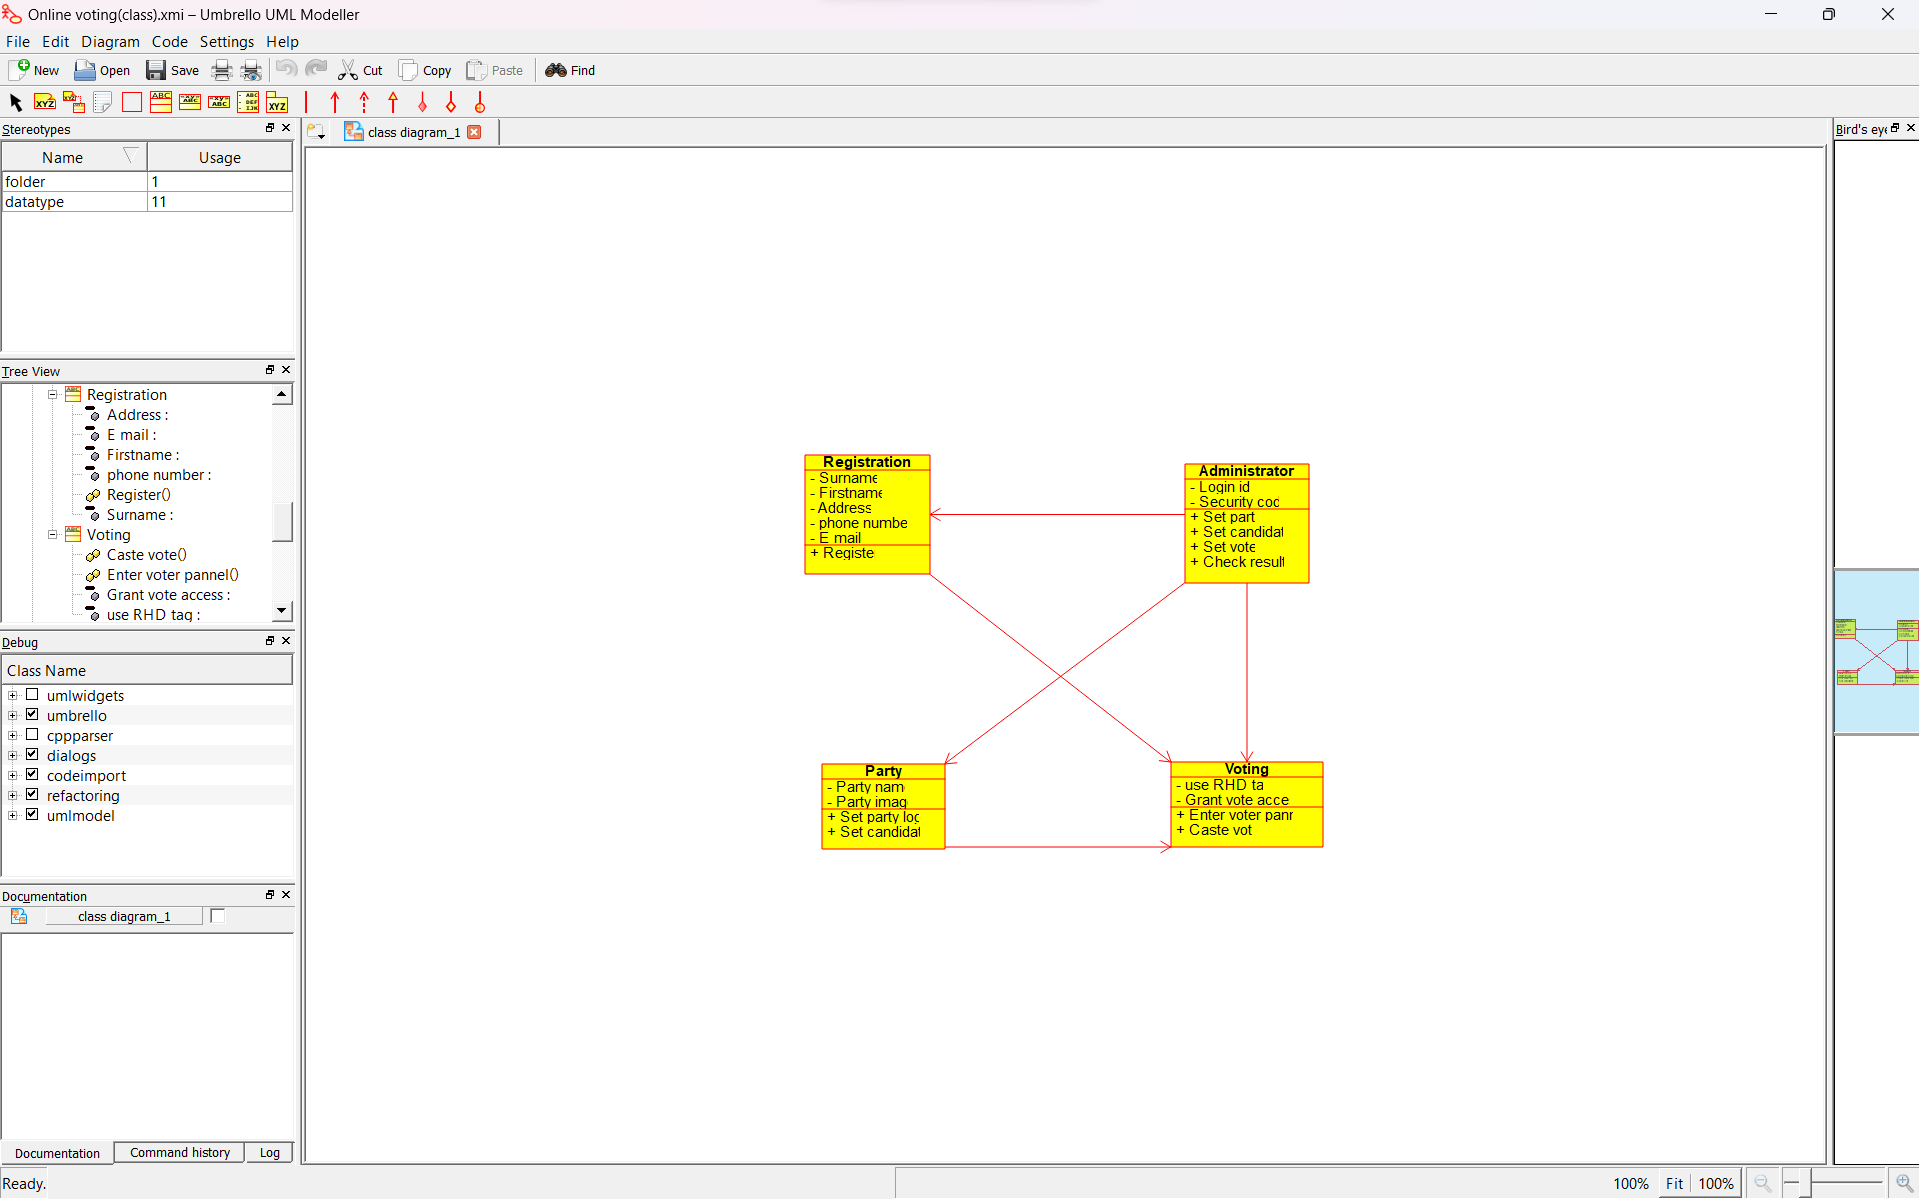 Online voting(class).xmi – Umbrello UML Modeller
File Edit Diagram Code Settings Help
New Open Save Cut Copy Paste Find
Stereotypes
Name Usage
folder 1
datatype 11
Tree View
Registration
Address :
E mail :
Firstname :
phone number :
Register()
Surname :
Voting
Caste vote()
Enter voter pannel()
Grant vote access :
use RHD tag :
Debug
Class Name
umlwidgets
umbrello
cppparser
dialogs
codeimport
refactoring
umlmodel
Documentation
class diagram_1
Documentation Command history Log
Ready.
class diagram_1
Registration
- Surname
- Firstname
- Address
- phone numbe
- E mail
+ Registe
Administrator
- Login id
- Security cod
+ Set part
+ Set candidat
+ Set vote
+ Check result
Party
- Party nam
- Party imag
+ Set party log
+ Set candidat
Voting
- use RHD ta
- Grant vote acce
+ Enter voter pann
+ Caste vot
Bird's eye
100% Fit 100%